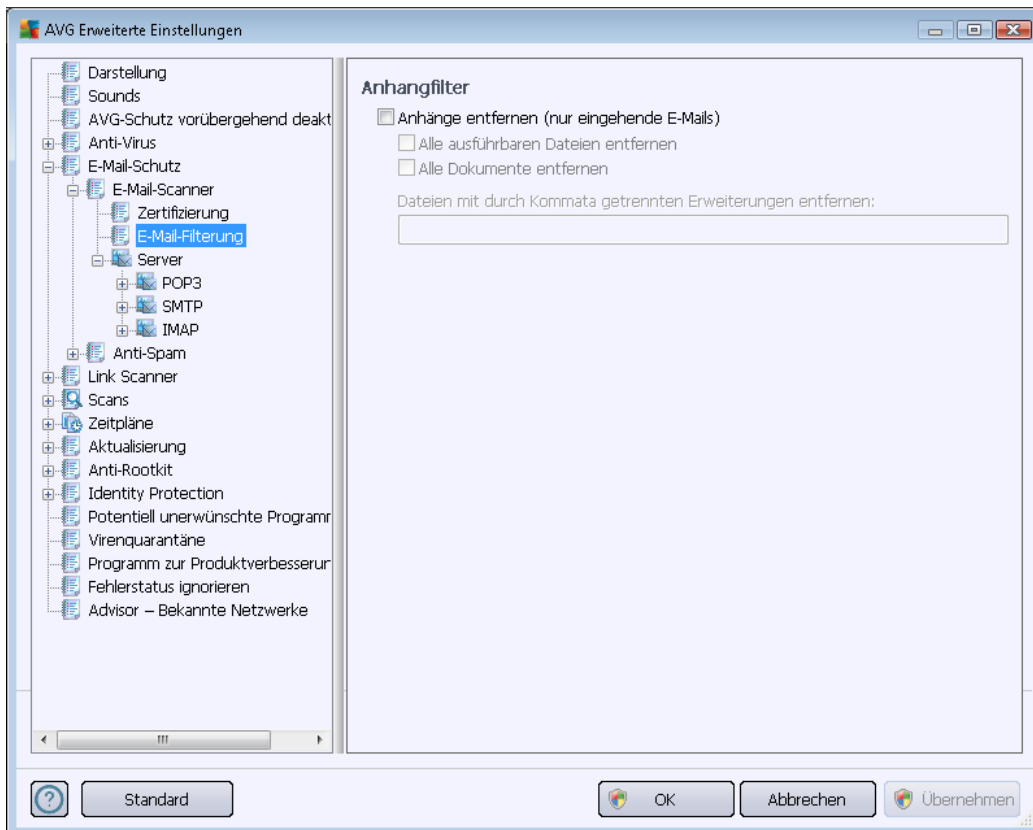 AVG Erweiterte Einstellungen
Darstellung
Sounds
AVG-Schutz vorübergehend deakt
Anti-Virus
E-Mail-Schutz
E-Mail-Scanner
Zertifizierung
E-Mail-Filterung
Server
POP3
SMTP
IMAP
Anti-Spam
Link Scanner
Scans
Zeitpläne
Aktualisierung
Anti-Rootkit
Identity Protection
Potentiell unerwünschte Programm
Virenquarantäne
Programm zur Produktverbesserun
Fehlerstatus ignorieren
Advisor – Bekannte Netzwerke
Anhangfilter
Anhänge entfernen (nur eingehende E-Mails)
Alle ausführbaren Dateien entfernen
Alle Dokumente entfernen
Dateien mit durch Kommata getrennten Erweiterungen entfernen:
Standard
OK
Abbrechen
Übernehmen